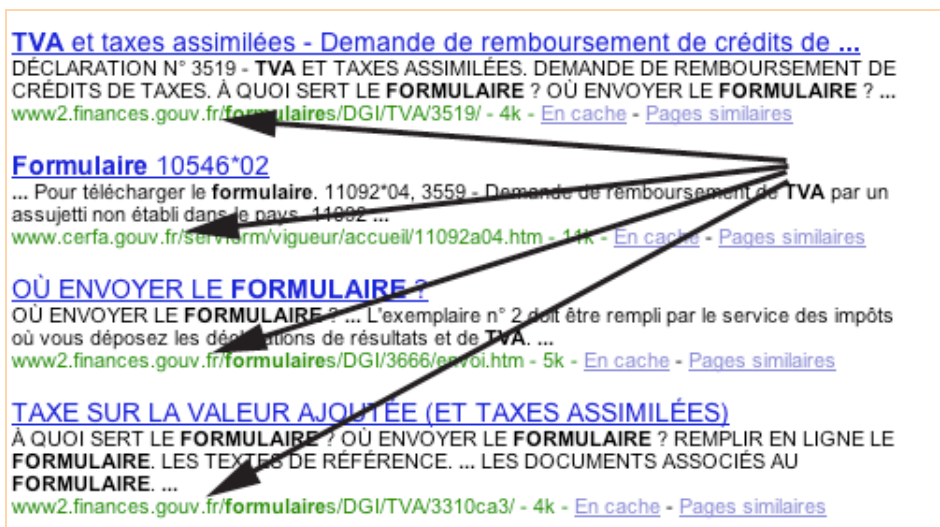 TVA et taxes assimilées - Demande de remboursement de crédits de ...
DÉCLARATION N° 3519 - TVA ET TAXES ASSIMILÉES. DEMANDE DE REMBOURSEMENT DE
CRÉDITS DE TAXES. À QUOI SERT LE FORMULAIRE ? OÙ ENVOYER LE FORMULAIRE ? ...
www2.finances.gouv.fr/formulaires/DGI/TVA/3519/ - 4k - En cache - Pages similaires
Formulaire 10546*02
... Pour télécharger le formulaire. 11092*04, 3559 - Demande de remboursement de TVA par un
assujetti non établi dans le pays. 11092 ...
www.cerfa.gouv.fr/servform/vigueur/accueil/11092a04.htm - 11k - En cache - Pages similaires
OÙ ENVOYER LE FORMULAIRE ?
OÙ ENVOYER LE FORMULAIRE ? ... L'exemplaire n° 2 doit être rempli par le service des impôts
où vous déposez les déclarations de résultats et de TVA. ...
www2.finances.gouv.fr/formulaires/DGI/3666/envoi.htm - 5k - En cache - Pages similaires
TAXE SUR LA VALEUR AJOUTÉE (ET TAXES ASSIMILÉES)
À QUOI SERT LE FORMULAIRE ? OÙ ENVOYER LE FORMULAIRE ? REMPLIR EN LIGNE LE
FORMULAIRE. LES TEXTES DE RÉFÉRENCE. ... LES DOCUMENTS ASSOCIÉS AU
FORMULAIRE. ...
www2.finances.gouv.fr/formulaires/DGI/TVA/3310ca3/ - 4k - En cache - Pages similaires